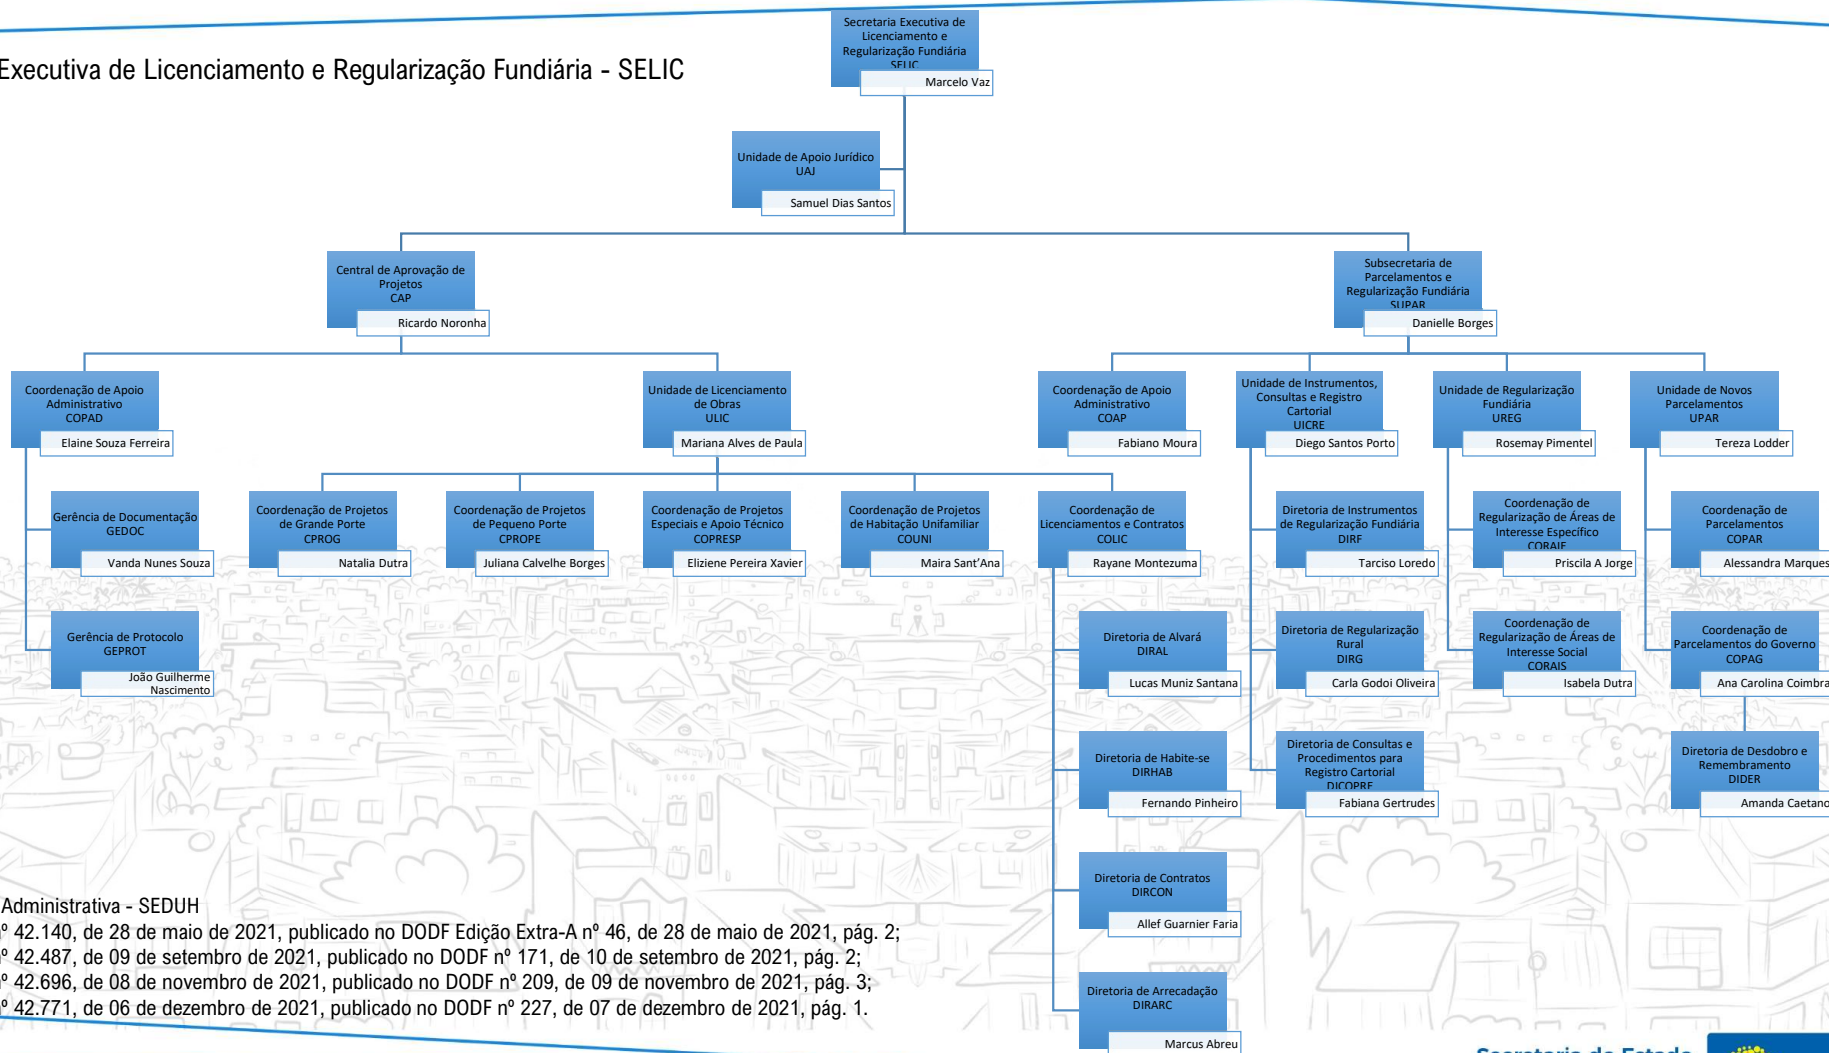 Secretaria Executiva de
Licenciamento e
Regularização Fundiária
SELIC
Marcelo Vaz
Executiva de Licenciamento e Regularização Fundiária - SELIC
Unidade de Apoio Jurídico
UAJ
Samuel Dias Santos
Central de Aprovação de
Projetos
CAP
Ricardo Noronha
Subsecretaria de
Parcelamentos e
Regularização Fundiária
SUPAR
Danielle Borges
Coordenação de Apoio
Administrativo
COPAD
Elaine Souza Ferreira
Unidade de Licenciamento
de Obras
ULIC
Mariana Alves de Paula
Coordenação de Apoio
Administrativo
COAP
Fabiano Moura
Unidade de Instrumentos,
Consultas e Registro
Cartorial
UICRE
Diego Santos Porto
Unidade de Regularização
Fundiária
UREG
Rosemay Pimentel
Unidade de Novos
Parcelamentos
UPAR
Tereza Lodder
Gerência de Documentação
GEDOC
Vanda Nunes Souza
Coordenação de Projetos
de Grande Porte
CPROG
Natalia Dutra
Coordenação de Projetos
de Pequeno Porte
CPROPE
Juliana Calvelhe Borges
Coordenação de Projetos
Especiais e Apoio Técnico
COPRESP
Eliziene Pereira Xavier
Coordenação de Projetos
de Habitação Unifamiliar
COUNI
Maira Sant’Ana
Coordenação de
Licenciamentos e Contratos
COLIC
Rayane Montezuma
Diretoria de Instrumentos
de Regularização Fundiária
DIRF
Tarciso Loredo
Coordenação de
Regularização de Áreas de
Interesse Específico
CORAIE
Priscila A Jorge
Coordenação de
Parcelamentos
COPAR
Alessandra Marques
Gerência de Protocolo
GEPROT
João Guilherme
Nascimento
Diretoria de Alvará
DIRAL
Lucas Muniz Santana
Diretoria de Regularização
Rural
DIRG
Carla Godoi Oliveira
Coordenação de
Regularização de Áreas de
Interesse Social
CORAIS
Isabela Dutra
Coordenação de
Parcelamentos do Governo
COPAG
Ana Carolina Coimbra
Diretoria de Habite-se
DIRHAB
Fernando Pinheiro
Diretoria de Consultas e
Procedimentos para
Registro Cartorial
DICOPRE
Fabiana Gertrudes
Diretoria de Desdobro e
Remembramento
DIDER
Amanda Caetano
Diretoria de Contratos
DIRCON
Allef Guarnier Faria
Diretoria de Arrecadação
DIRARC
Marcus Abreu
Administrativa - SEDUH
nº 42.140, de 28 de maio de 2021, publicado no DODF Edição Extra-A nº 46, de 28 de maio de 2021, pág. 2;
nº 42.487, de 09 de setembro de 2021, publicado no DODF nº 171, de 10 de setembro de 2021, pág. 2;
nº 42.696, de 08 de novembro de 2021, publicado no DODF nº 209, de 09 de novembro de 2021, pág. 3;
nº 42.771, de 06 de dezembro de 2021, publicado no DODF nº 227, de 07 de dezembro de 2021, pág. 1.
Secretaria de Estado